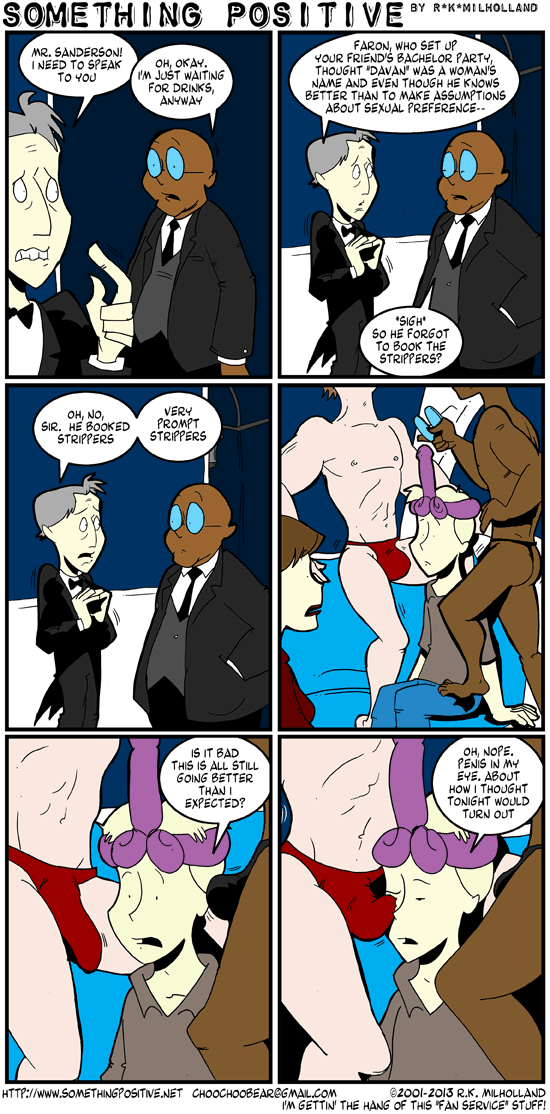 SOMETHING POSITIVE BY R*K*MILHOLLAND
MR. SANDERSON!
I NEED TO SPEAK
TO YOU
OH, OKAY.
I'M JUST WAITING
FOR DRINKS,
ANYWAY
FARON, WHO SET UP
YOUR FRIEND'S BACHELOR PARTY,
THOUGHT "DAVAN" WAS A WOMAN'S
NAME AND EVEN THOUGH HE KNOWS
BETTER THAN TO MAKE ASSUMPTIONS
ABOUT SEXUAL PREFERENCE--
*SIGH*
SO HE FORGOT
TO BOOK THE
STRIPPERS?
OH, NO,
SIR. HE BOOKED
STRIPPERS
VERY
PROMPT
STRIPPERS
IS IT BAD
THIS IS ALL STILL
GOING BETTER
THAN I
EXPECTED?
OH, NOPE.
PENIS IN MY
EYE. ABOUT
HOW I THOUGHT
TONIGHT WOULD
TURN OUT
HTTP://WWW.SOMETHINGPOSITIVE.NET CHOOCHOOBEAR@GMAIL.COM ©2001-2013 R.K. MILHOLLAND
I'M GETTIN' THE HANG OF THIS "FAN SERVICE" STUFF!